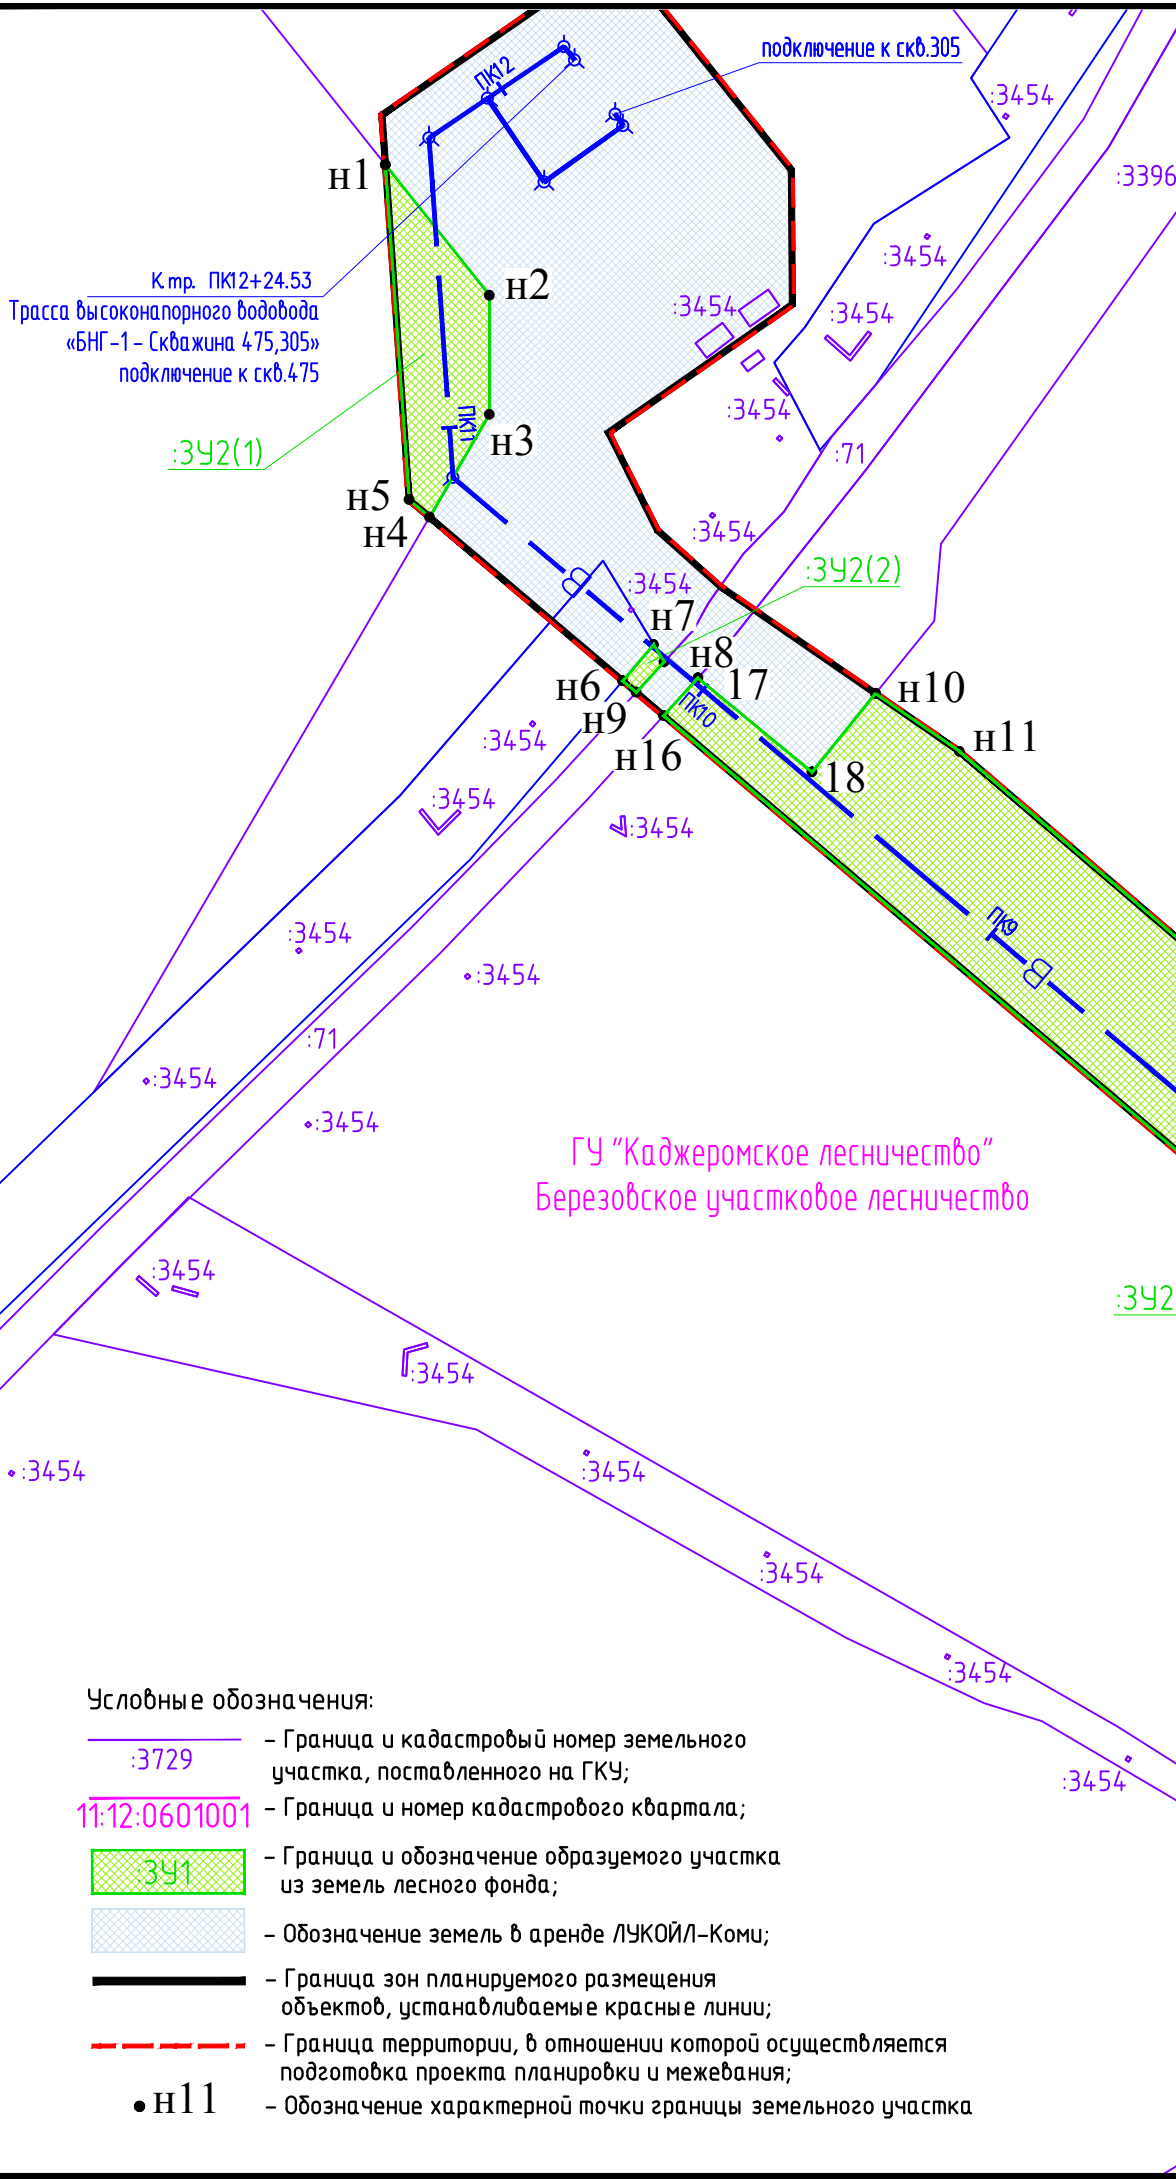 подключение к скв.305
ПК12
:3454
:3396
н1
:3454
К.тр. ПК12+24.53
Трасса высоконапорного водовода
«БНГ-1 - Скважина 475,305»
подключение к скв.475
н2
:3454
:3454
:3454
ПК11
н3
:ЗУ2(1)
:71
н5
н4
:3454
:ЗУ2(2)
В
:3454
н7
н8
н6
17
н10
н9
ПК10
н11
:3454
н16
18
:3454
:3454
ПК9
:3454
В
:3454
:71
:3454
:3454
ГУ "Каджеромское лесничество"
Березовское участковое лесничество
:3454
:ЗУ2
:3454
:3454
:3454
:3454
:3454
:3454
Условные обозначения:
:3729
- Граница и кадастровый номер земельного
участка, поставленного на ГКУ;
11:12:0601001
- Граница и номер кадастрового квартала;
:ЗУ1
- Граница и обозначение образуемого участка
из земель лесного фонда;
- Обозначение земель в аренде ЛУКОЙЛ-Коми;
- Граница зон планируемого размещения
объектов, устанавливаемые красные линии;
- Граница территории, в отношении которой осуществляется
подготовка проекта планировки и межевания;
н11
- Обозначение характерной точки границы земельного участка